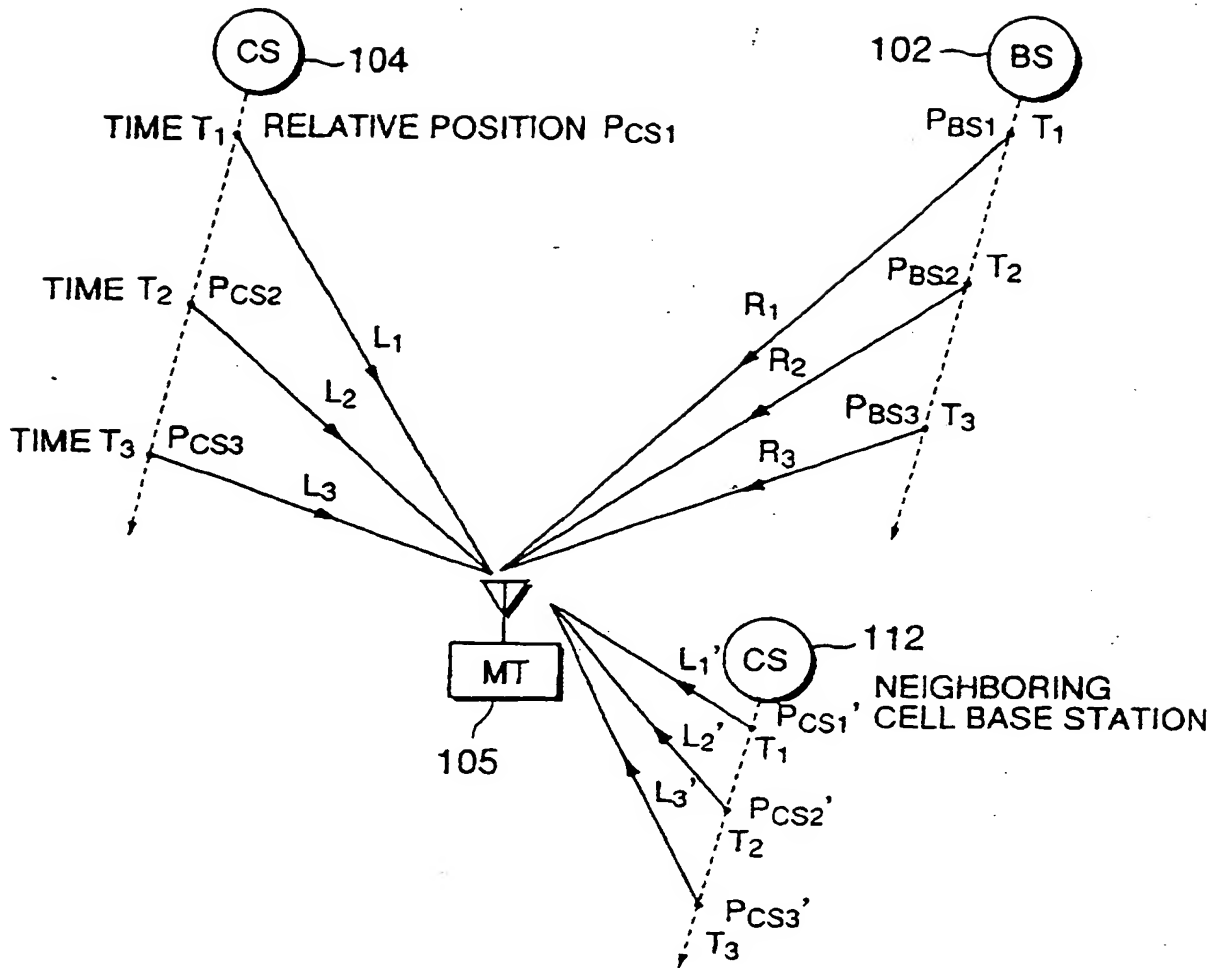 CS
104
102
BS
TIME T1
RELATIVE POSITION PCS1
PBS1
T1
TIME T2
PCS2
PBS2
T2
R1
L1
R2
L2
TIME T3
PCS3
PBS3
T3
R3
L3
MT
105
CS
112
NEIGHBORING
CELL BASE STATION
L1'
PCS1'
T1
L2'
L3'
PCS2'
T2
PCS3'
T3